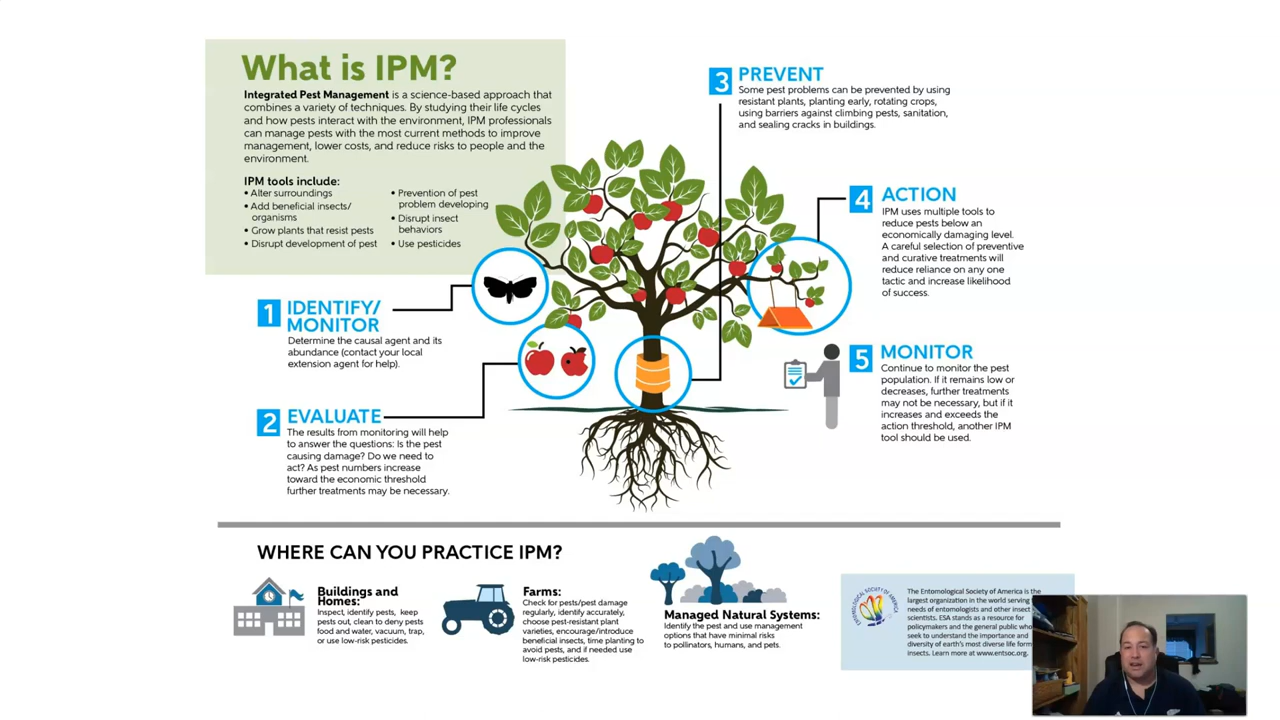 What is IPM?
Integrated Pest Management is a science-based approach that
combines a variety of techniques. By studying their life cycles
and how pests interact with the environment, IPM professionals
can manage pests with the most current methods to improve
management, lower costs, and reduce risks to people and the
environment.
IPM tools include:
• Alter surroundings
• Add beneficial insects/
organisms
• Grow plants that resist pests
• Disrupt development of pest
• Prevention of pest
problem developing
• Disrupt insect
behaviors
• Use pesticides
1 IDENTIFY/
MONITOR
Determine the causal agent and its
abundance (contact your local
extension agent for help).
2 EVALUATE
The results from monitoring will help
to answer the questions: Is the pest
causing damage? Do we need to
act? As pest numbers increase
toward the economic threshold
further treatments may be necessary.
3 PREVENT
Some pest problems can be prevented by using
resistant plants, planting early, rotating crops,
using barriers against climbing pests, sanitation,
and sealing cracks in buildings.
4 ACTION
IPM uses multiple tools to
reduce pests below an
economically damaging level.
A careful selection of preventive
and curative treatments will
reduce reliance on any one
tactic and increase likelihood
of success.
5 MONITOR
Continue to monitor the pest
population. If it remains low or
decreases, further treatments
may not be necessary, but if it
increases and exceeds the
action threshold, another IPM
tool should be used.
WHERE CAN YOU PRACTICE IPM?
Buildings and
Homes:
Inspect, identify pests, keep
pests out, clean to deny pests
food and water, vacuum, trap,
or use low-risk pesticides.
Farms:
Check for pests/pest damage
regularly, identify accurately,
choose pest-resistant plant
varieties, encourage/introduce
beneficial insects, time planting to
avoid pests, and if needed use
low-risk pesticides.
Managed Natural Systems:
Identify the pest and use management
options that have minimal risks
to pollinators, humans, and pets.
ENTOMOLOGICAL SOCIETY OF AMERICA
The Entomological Society of America is the
largest organization in the world serving
needs of entomologists and other insect
scientists. ESA stands as a resource for
policymakers and the general public who
seek to understand the importance and
diversity of earth's most diverse life form
insects. Learn more at www.entsoc.org.